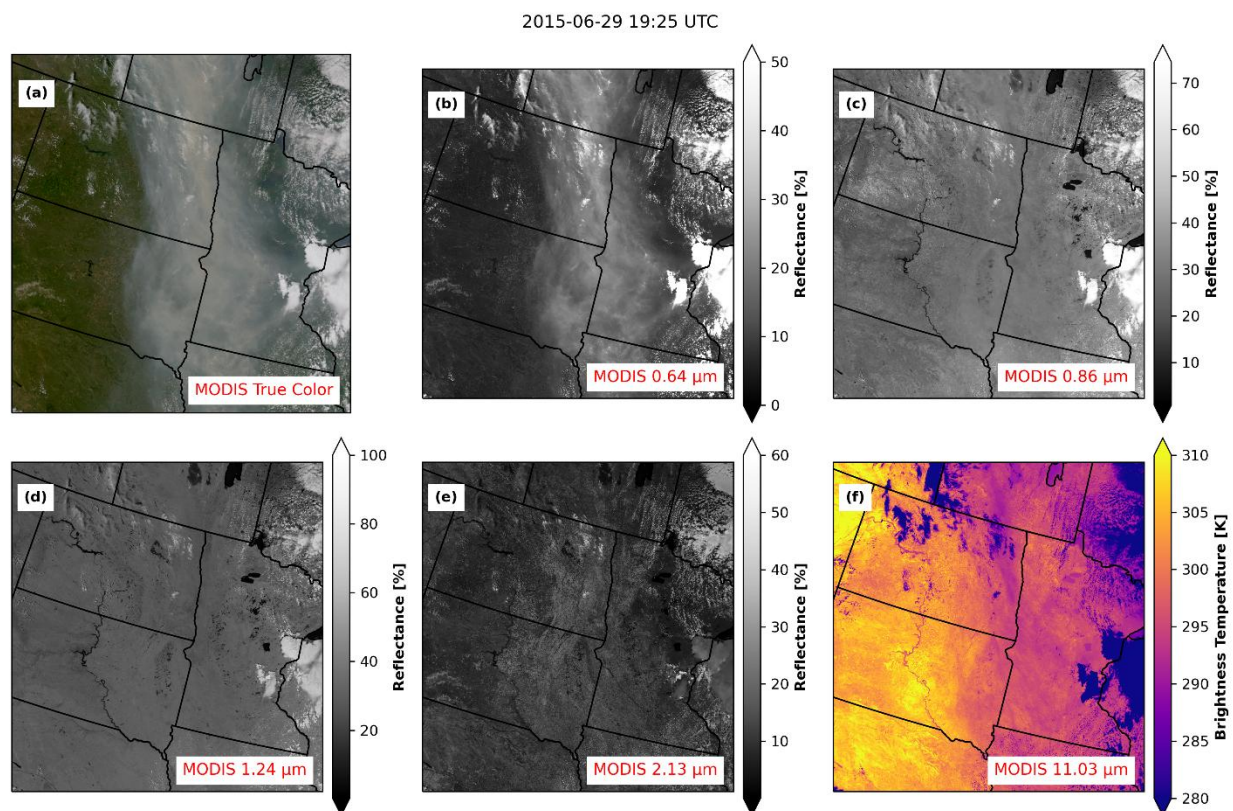 2015-06-29 19:25 UTC
(a)
MODIS True Color
(b)
MODIS 0.64 μm
50
40
30
20
10
0
Reflectance [%]
(c)
MODIS 0.86 μm
70
60
50
40
30
20
10
Reflectance [%]
(d)
MODIS 1.24 μm
100
80
60
40
20
Reflectance [%]
(e)
MODIS 2.13 μm
60
50
40
30
20
10
Reflectance [%]
(f)
MODIS 11.03 μm
310
305
300
295
290
285
280
Brightness Temperature [K]